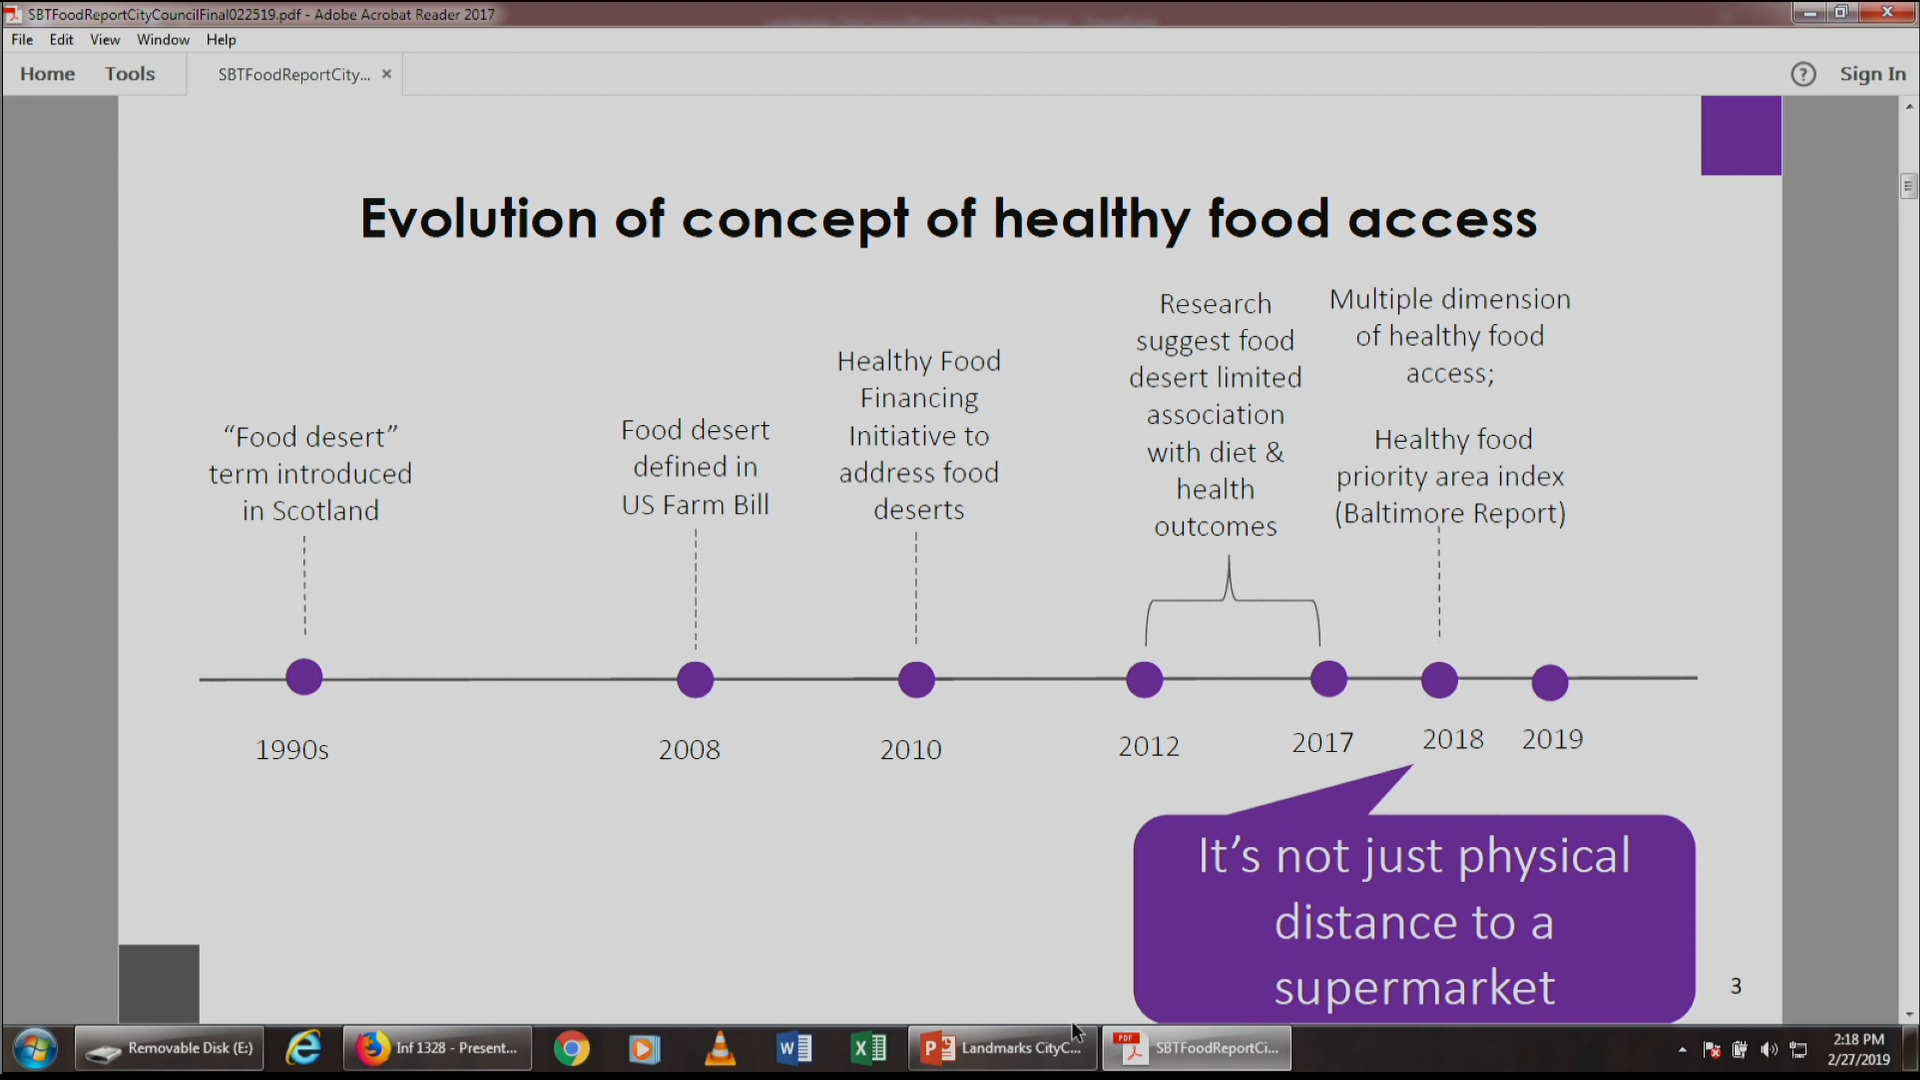 SBTFoodReportCityCouncilFinal022519.pdf - Adobe Acrobat Reader 2017
File Edit View Window Help
Home Tools SBTFoodReportCity... × ? Sign In
Evolution of concept of healthy food access
“Food desert”
term introduced
in Scotland
Food desert
defined in
US Farm Bill
Healthy Food
Financing
Initiative to
address food
deserts
Research
suggest food
desert limited
association
with diet &
health
outcomes
Multiple dimension
of healthy food
access;
Healthy food
priority area index
(Baltimore Report)
1990s 2008 2010 2012 2017 2018 2019
It’s not just physical
distance to a
supermarket
3
Removable Disk (E:) Inf 1328 - Present... Landmarks CityC... PDF SBTFoodReportCi...
2:18 PM
2/27/2019